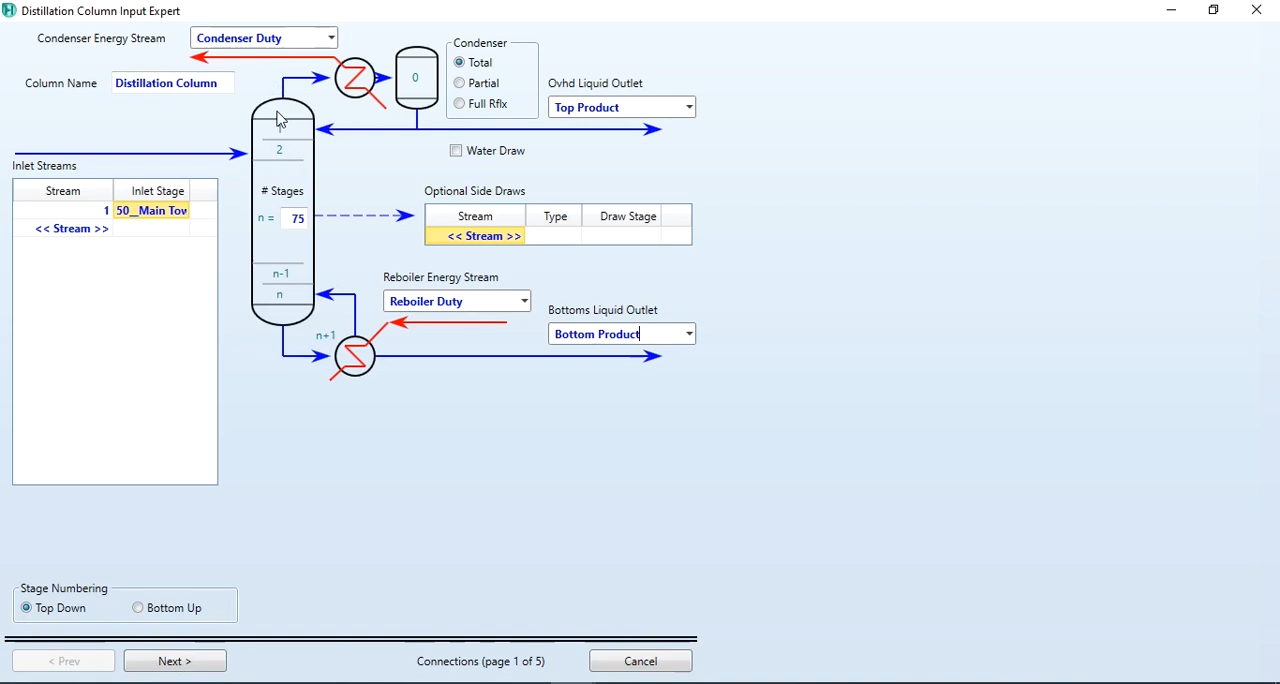 Distillation Column Input Expert
Condenser Energy Stream
Condenser Duty
Column Name
Distillation Column
0
Condenser
Total
Partial
Full Rflx
Ovhd Liquid Outlet
Top Product
Water Draw
2
Inlet Streams
Stream Inlet Stage
1 50__Main Tow
<< Stream >>
# Stages
n = 75
n-1
n
n+1
Optional Side Draws
Stream Type Draw Stage
<< Stream >>
Reboiler Energy Stream
Reboiler Duty
Bottoms Liquid Outlet
Bottom Product
Stage Numbering
Top Down Bottom Up
< Prev Next > Connections (page 1 of 5) Cancel